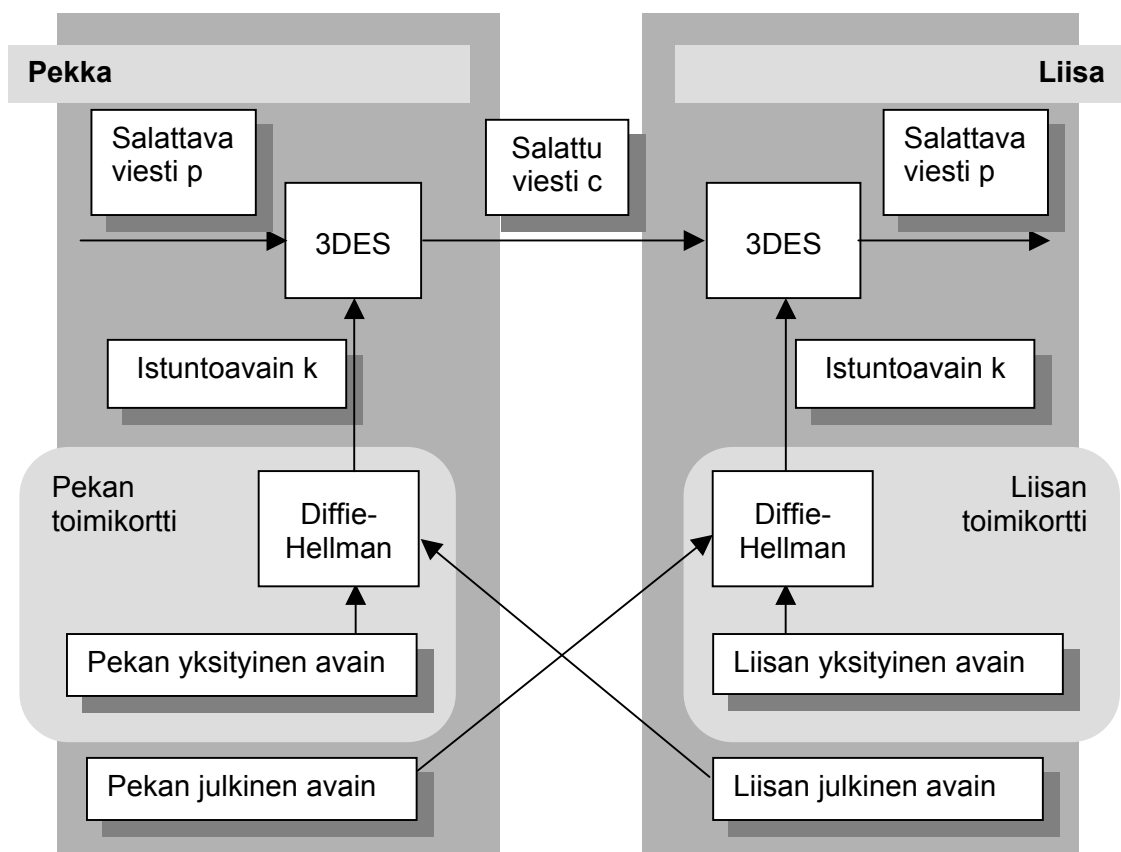 Pekka
Liisa
Salattava
viesti p
Salattu
viesti c
Salattava
viesti p
3DES
3DES
Istuntoavain k
Istuntoavain k
Pekan
toimikortti
Diffie-
Hellman
Diffie-
Hellman
Liisan
toimikortti
Pekan yksityinen avain
Liisan yksityinen avain
Pekan julkinen avain
Liisan julkinen avain